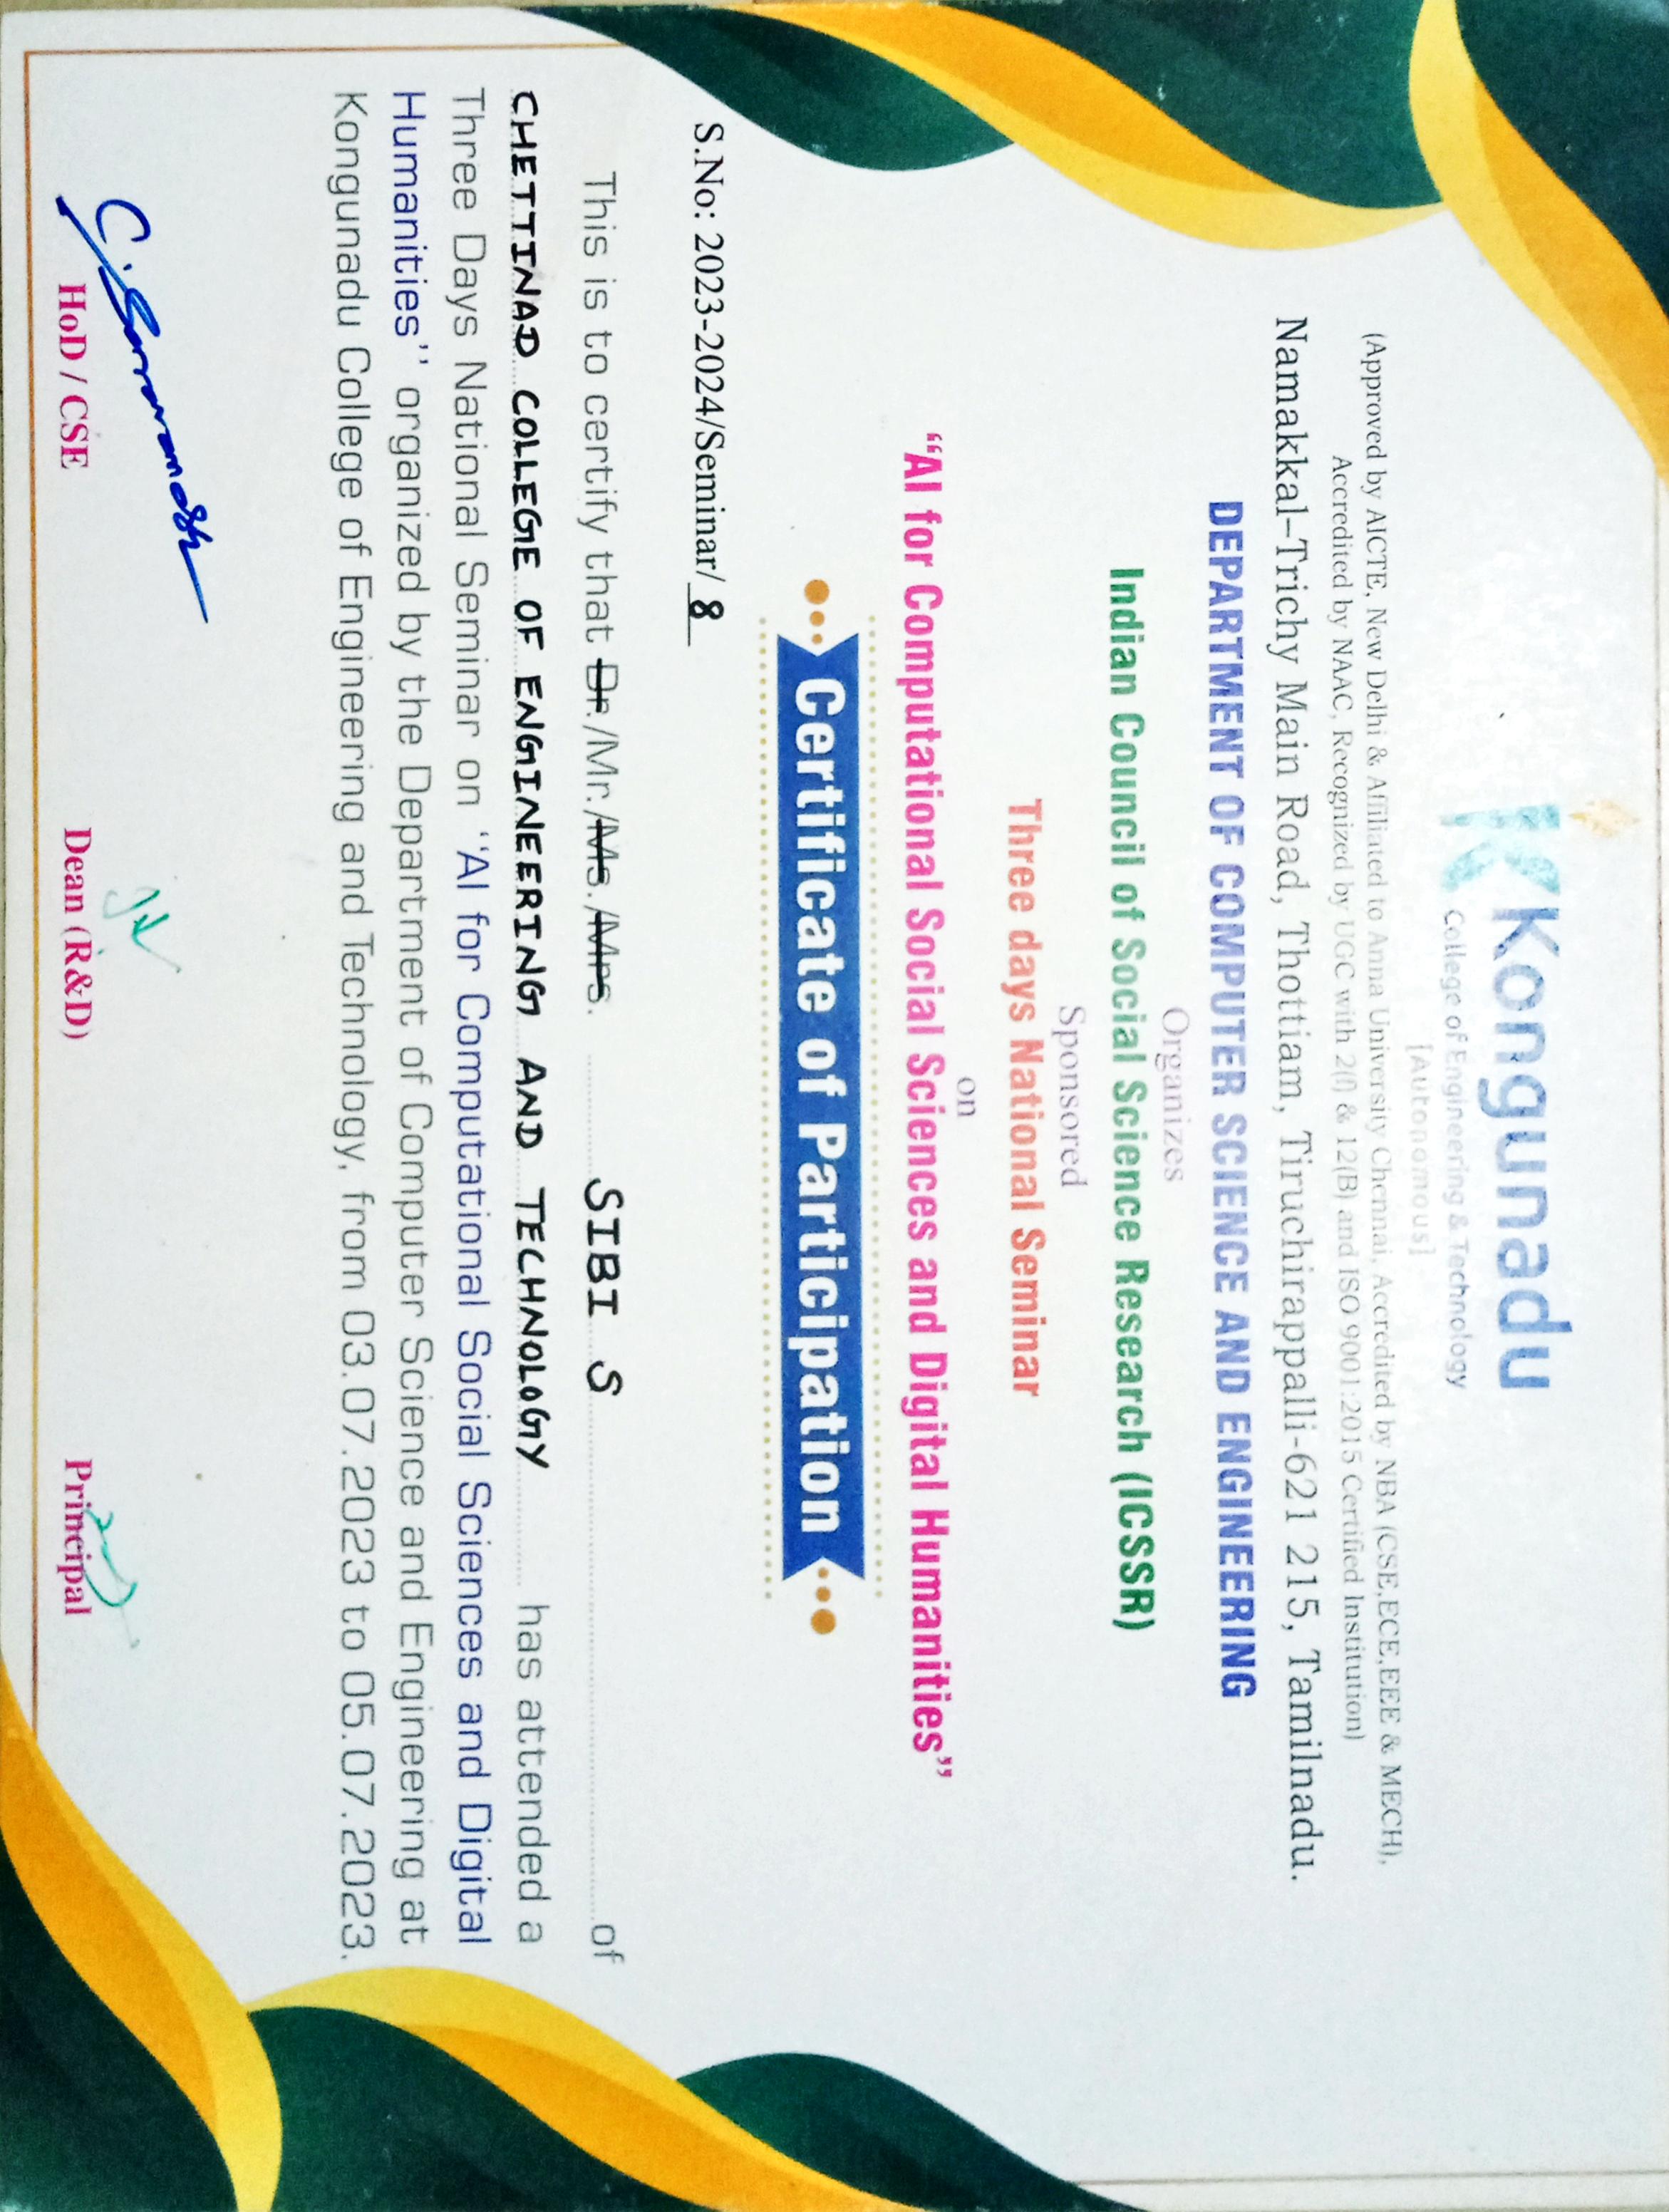 Kongunadu
College of Engineering & Technology
[Autonomous]
(Approved by AICTE, New Delhi & Affiliated to Anna University Chennai, Accredited by NBA (CSE,ECE,EEE & MECH),
Accredited by NAAC, Recognized by UGC with 2(f) & 12(B) and ISO 9001:2015 Certified Institution)
Namakkal–Trichy Main Road, Thottiam, Tiruchirappalli-621 215, Tamilnadu.
DEPARTMENT OF COMPUTER SCIENCE AND ENGINEERING
Organizes
Indian Council of Social Science Research (ICSSR)
Sponsored
Three days National Seminar
on
“AI for Computational Social Sciences and Digital Humanities”
Certificate of Participation
S.No: 2023-2024/Seminar/ 8
This is to certify that Dr./Mr./Ms./Mrs. SIBI S of
CHETTINAD COLLEGE OF ENGINEERING AND TECHNOLOGY has attended a
Three Days National Seminar on ‘‘AI for Computational Social Sciences and Digital
Humanities’’ organized by the Department of Computer Science and Engineering at
Kongunadu College of Engineering and Technology, from 03.07.2023 to 05.07.2023.
HoD / CSE Dean (R&D) Principal